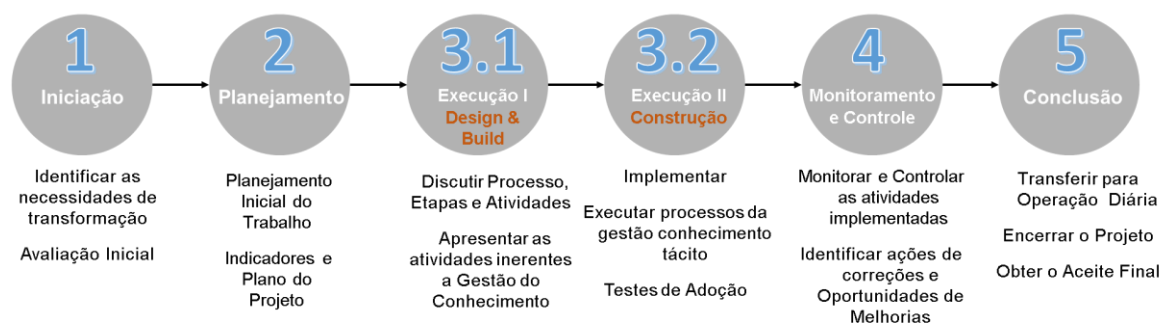 1
Iniciação
2
Planejamento
3.1
Execução I
Design &
Build
3.2
Execução II
Construção
4
Monitoramento
e Controle
5
Conclusão
Identificar as
necessidades de
transformação
Avaliação Inicial
Planejamento
Inicial do
Trabalho
Indicadores e
Plano do
Projeto
Discutir Processo,
Etapas e Atividades
Apresentar as
atividades inerentes
a Gestão do
Conhecimento
Implementar
Executar processos da
gestão conhecimento
tácito
Testes de Adoção
Monitorar e Controlar
as atividades
implementadas
Identificar ações de
correções e
Oportunidades de
Melhorias
Transferir para
Operação Diária
Encerrar o Projeto
Obter o Aceite Final